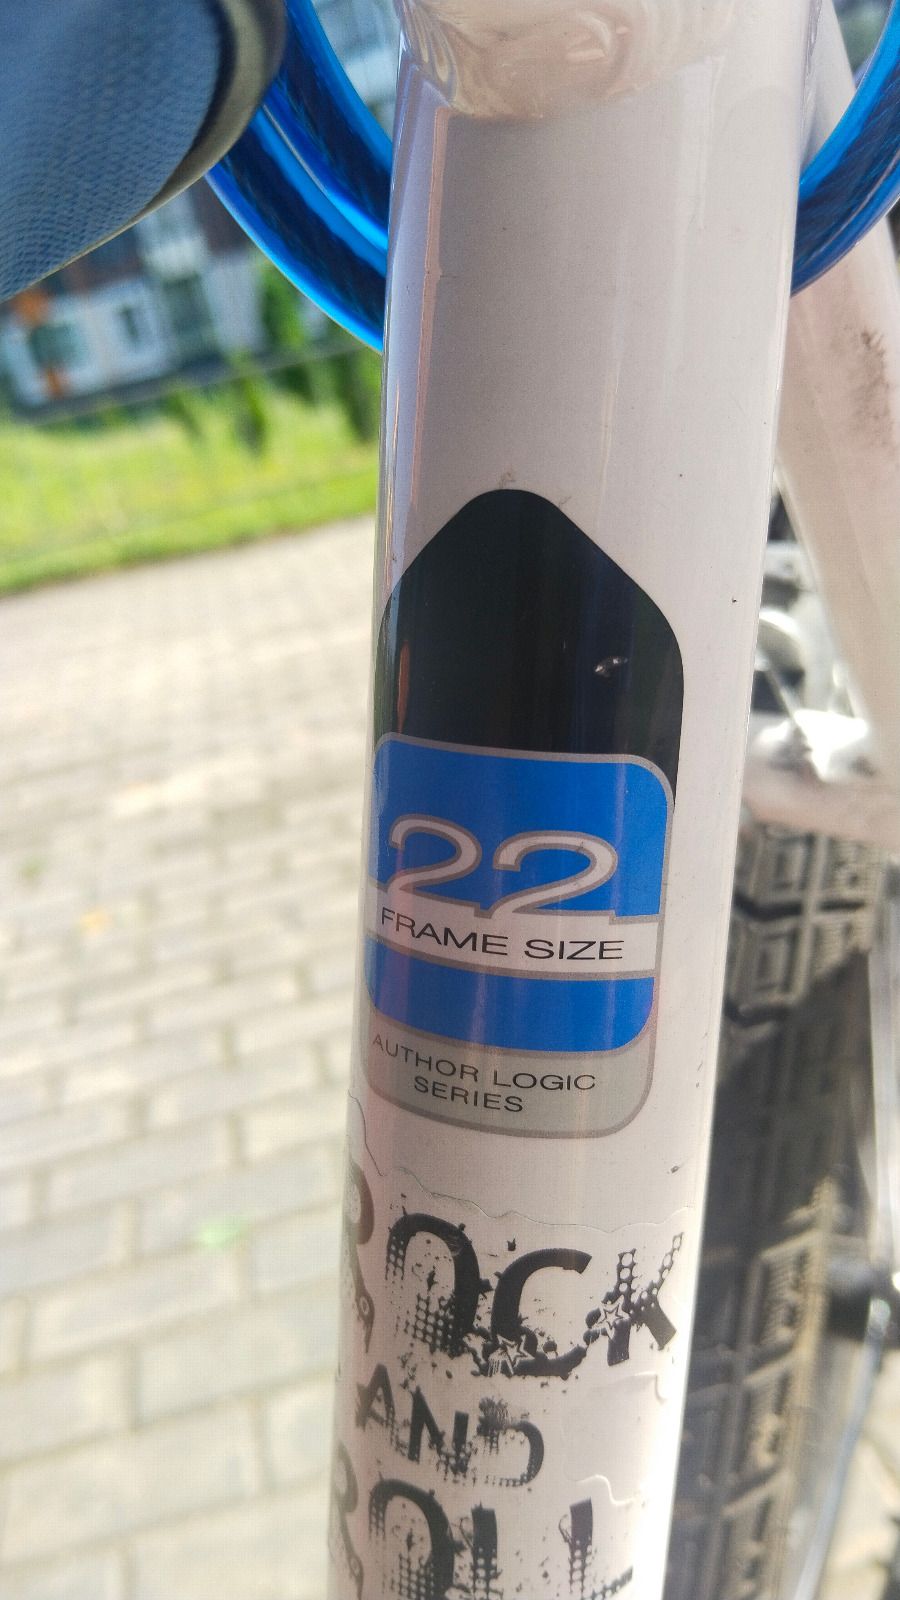 22
FRAME SIZE
AUTHOR LOGIC
SERIES
ROCK
AND
ROLL